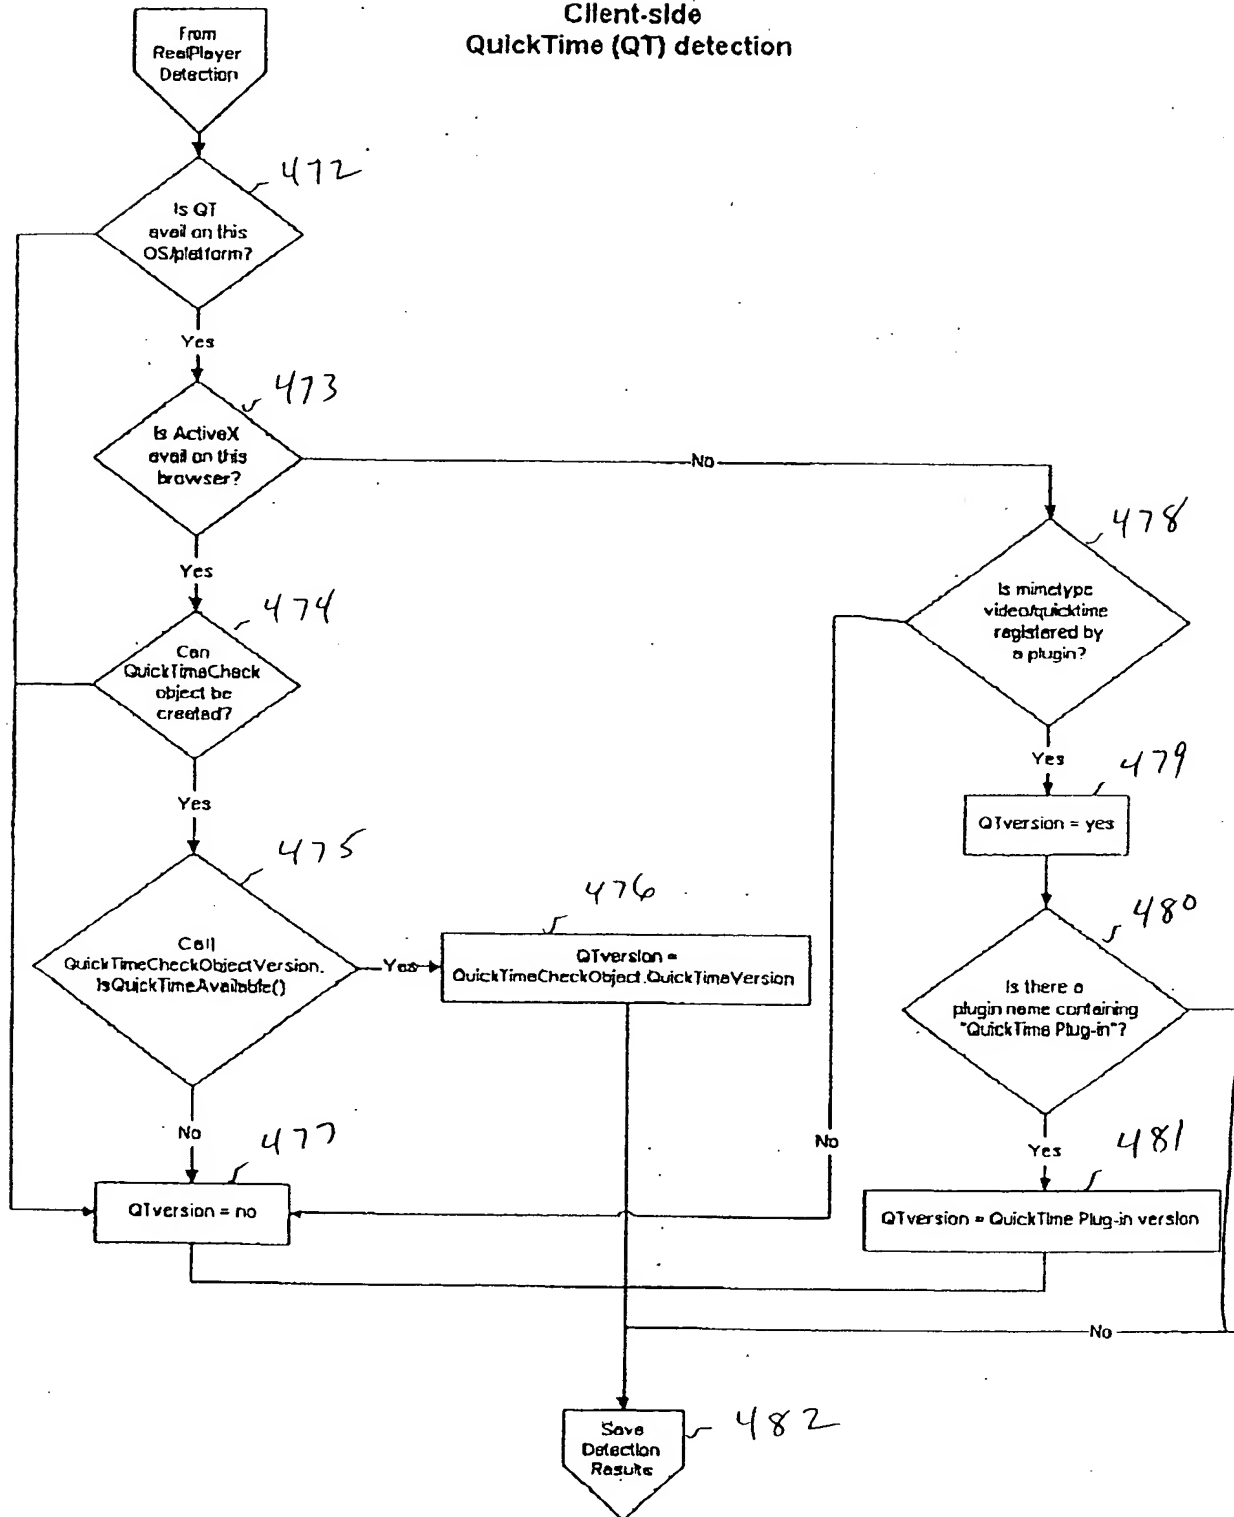 Client-side
QuickTime (QT) detection
From
RealPlayer
Detection
472
Is QT
avail on this
OS/platform?
Yes
473
Is ActiveX
avail on this
browser?
No
Yes
478
Is mimetype
video/quicktime
registered by
a plugin?
474
Can
QuickTimeCheck
object be
created?
Yes
479
QTversion = yes
Yes
475
Call
QuickTimeCheckObjectVersion.
IsQuickTimeAvailable()
Yes
476
QTversion =
QuickTimeCheckObject.QuickTimeVersion
480
Is there a
plugin name containing
"QuickTime Plug-in"?
No
477
QTversion = no
No
Yes
481
QTversion = QuickTime Plug-in version
No
Save
Detection
Results
482